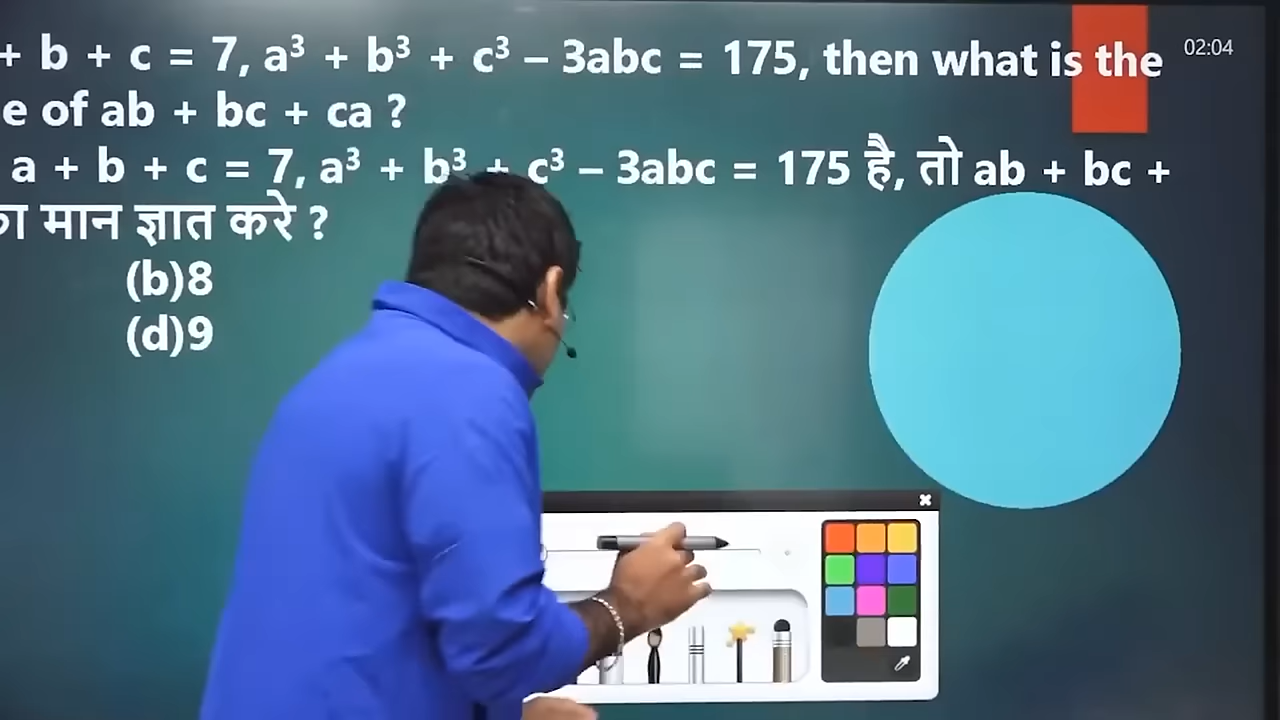 + b + c = 7, a³ + b³ + c³ – 3abc = 175, then what is the
e of ab + bc + ca ?
a + b + c = 7, a³ + b³ + c³ – 3abc = 175 है, तो ab + bc +
का मान ज्ञात करे ?
(b)8
(d)9
02:04